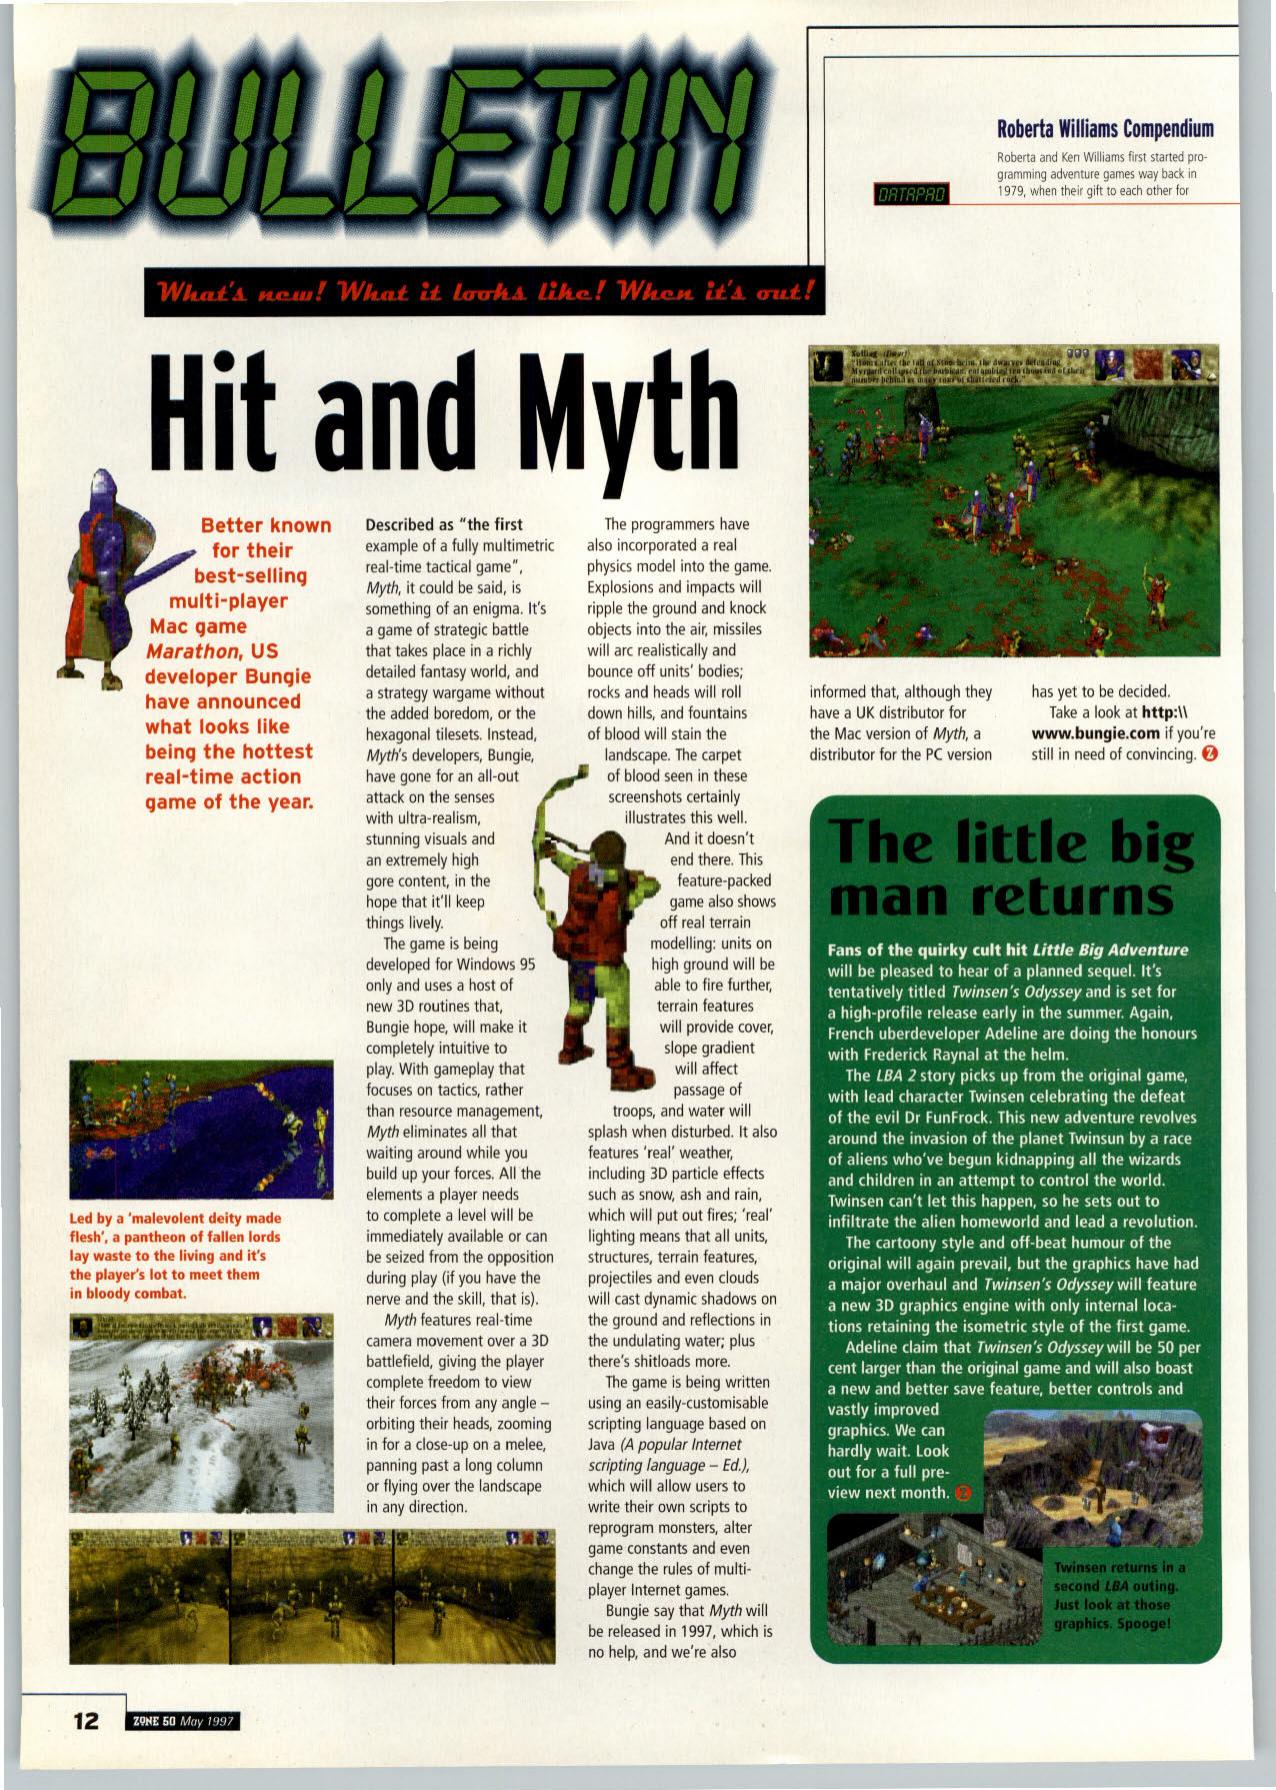 BULLETIN
What's new! What it looks like! When it's out!
DATAPAD
Roberta Williams Compendium
Roberta and Ken Williams first started pro-
gramming adventure games way back in
1979, when their gift to each other for
Hit and Myth
Better known
for their
best-selling
multi-player
Mac game
Marathon, US
developer Bungie
have announced
what looks like
being the hottest
real-time action
game of the year.
Led by a 'malevolent deity made
flesh', a pantheon of fallen lords
lay waste to the living and it's
the player's lot to meet them
in bloody combat.
Described as "the first
example of a fully multimetric
real-time tactical game",
Myth, it could be said, is
something of an enigma. It's
a game of strategic battle
that takes place in a richly
detailed fantasy world, and
a strategy wargame without
the added boredom, or the
hexagonal tilesets. Instead,
Myth's developers, Bungie,
have gone for an all-out
attack on the senses
with ultra-realism,
stunning visuals and
an extremely high
gore content, in the
hope that it'll keep
things lively.
The game is being
developed for Windows 95
only and uses a host of
new 3D routines that,
Bungie hope, will make it
completely intuitive to
play. With gameplay that
focuses on tactics, rather
than resource management,
Myth eliminates all that
waiting around while you
build up your forces. All the
elements a player needs
to complete a level will be
immediately available or can
be seized from the opposition
during play (if you have the
nerve and the skill, that is).
Myth features real-time
camera movement over a 3D
battlefield, giving the player
complete freedom to view
their forces from any angle –
orbiting their heads, zooming
in for a close-up on a melee,
panning past a long column
or flying over the landscape
in any direction.
The programmers have
also incorporated a real
physics model into the game.
Explosions and impacts will
ripple the ground and knock
objects into the air, missiles
will arc realistically and
bounce off units' bodies;
rocks and heads will roll
down hills, and fountains
of blood will stain the
landscape. The carpet
of blood seen in these
screenshots certainly
illustrates this well.
And it doesn't
end there. This
feature-packed
game also shows
off real terrain
modelling: units on
high ground will be
able to fire further,
terrain features
will provide cover,
slope gradient
will affect
passage of
troops, and water will
splash when disturbed. It also
features 'real' weather,
including 3D particle effects
such as snow, ash and rain,
which will put out fires; 'real'
lighting means that all units,
structures, terrain features,
projectiles and even clouds
will cast dynamic shadows on
the ground and reflections in
the undulating water; plus
there's shitloads more.
The game is being written
using an easily-customisable
scripting language based on
Java (A popular Internet
scripting language – Ed.),
which will allow users to
write their own scripts to
reprogram monsters, alter
game constants and even
change the rules of multi-
player Internet games.
Bungie say that Myth will
be released in 1997, which is
no help, and we're also
(Dwarf)
"Hours after the fall of Stoneheim, the dwarves defending
Myrgard collapsed the barbican, entombing ten thousand of their
number behind as many tons of shattered rock."
informed that, although they
have a UK distributor for
the Mac version of Myth, a
distributor for the PC version
has yet to be decided.
Take a look at http:\\
www.bungie.com if you're
still in need of convincing. Z
The little big
man returns
Fans of the quirky cult hit Little Big Adventure
will be pleased to hear of a planned sequel. It's
tentatively titled Twinsen's Odyssey and is set for
a high-profile release early in the summer. Again,
French uberdeveloper Adeline are doing the honours
with Frederick Raynal at the helm.
The LBA 2 story picks up from the original game,
with lead character Twinsen celebrating the defeat
of the evil Dr FunFrock. This new adventure revolves
around the invasion of the planet Twinsun by a race
of aliens who've begun kidnapping all the wizards
and children in an attempt to control the world.
Twinsen can't let this happen, so he sets out to
infiltrate the alien homeworld and lead a revolution.
The cartoony style and off-beat humour of the
original will again prevail, but the graphics have had
a major overhaul and Twinsen's Odyssey will feature
a new 3D graphics engine with only internal loca-
tions retaining the isometric style of the first game.
Adeline claim that Twinsen's Odyssey will be 50 per
cent larger than the original game and will also boast
a new and better save feature, better controls and
vastly improved
graphics. We can
hardly wait. Look
out for a full pre-
view next month. Z
Twinsen returns in a
second LBA outing.
Just look at those
graphics. Spooge!
12
ZONE 50 May 1997